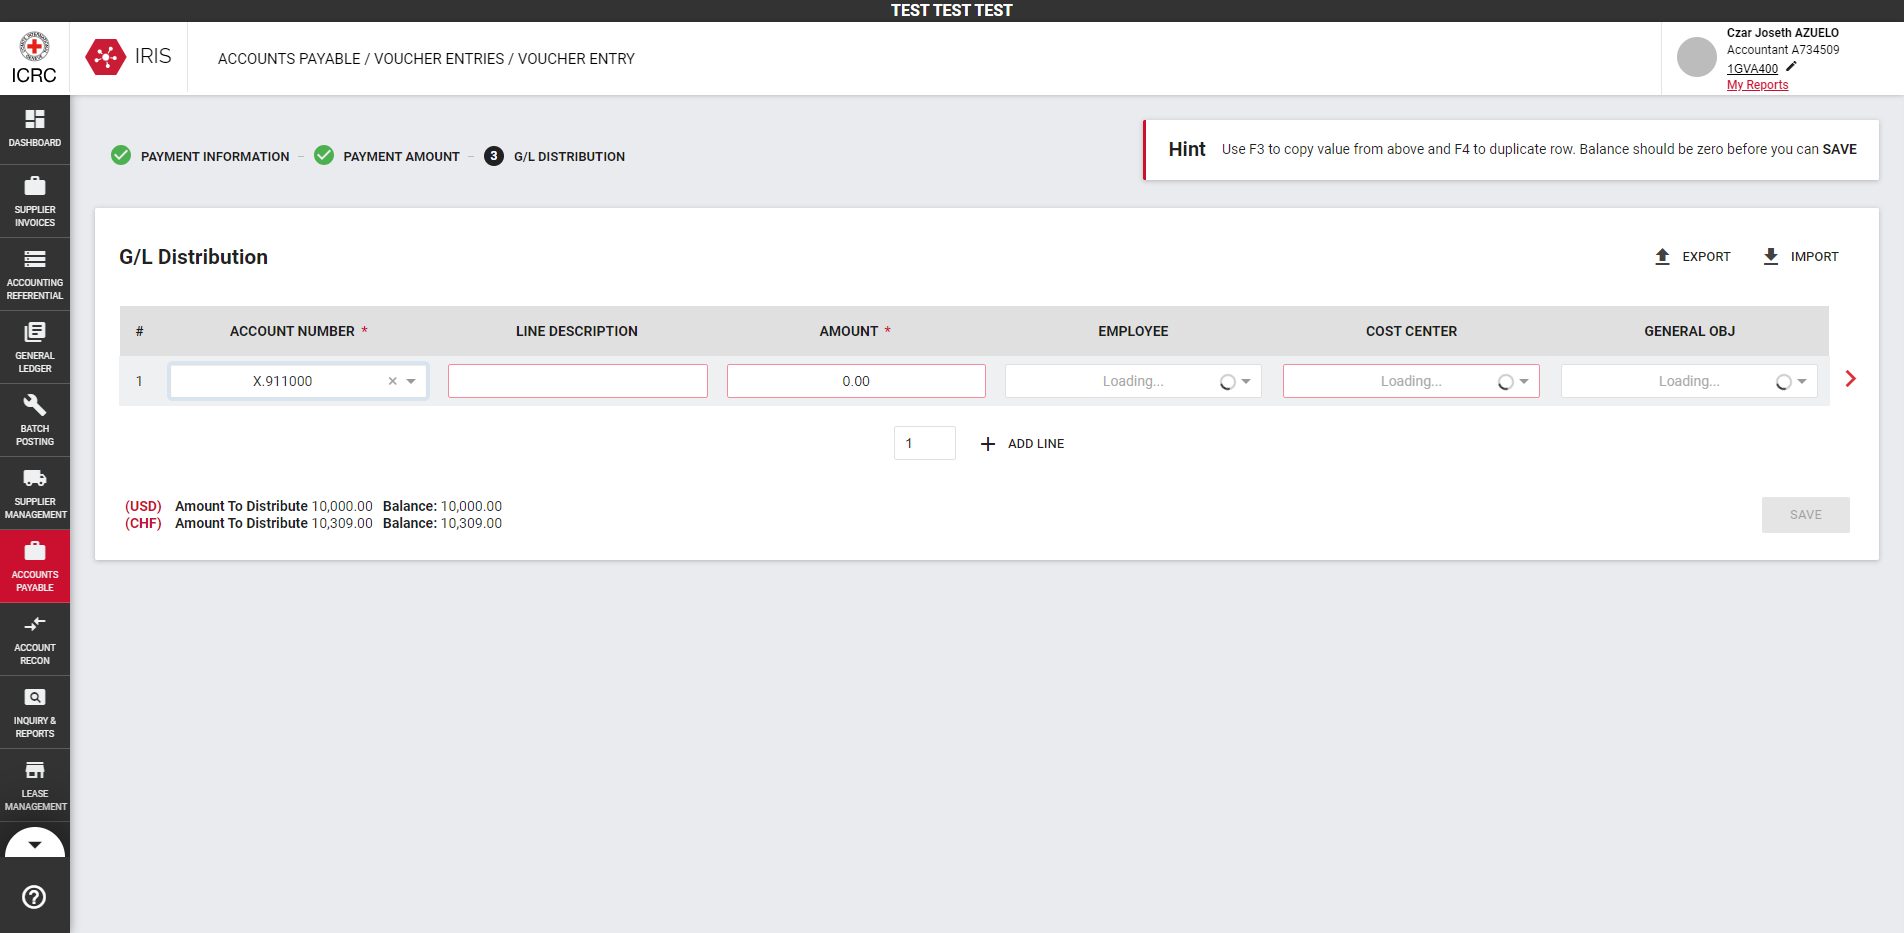 TEST TEST TEST
ICRC
IRIS
ACCOUNTS PAYABLE / VOUCHER ENTRIES / VOUCHER ENTRY
Czar Joseth AZUELO
Accountant A734509
1GVA400
My Reports
DASHBOARD
SUPPLIER
INVOICES
ACCOUNTING
REFERENTIAL
GENERAL
LEDGER
BATCH
POSTING
SUPPLIER
MANAGEMENT
ACCOUNTS
PAYABLE
ACCOUNT
RECON
INQUIRY &
REPORTS
LEASE
MANAGEMENT
PAYMENT INFORMATION
PAYMENT AMOUNT
3 G/L DISTRIBUTION
Hint Use F3 to copy value from above and F4 to duplicate row. Balance should be zero before you can SAVE
G/L Distribution
EXPORT
IMPORT
# ACCOUNT NUMBER * LINE DESCRIPTION AMOUNT * EMPLOYEE COST CENTER GENERAL OBJ
1 X.911000 0.00 Loading... Loading... Loading...
1 ADD LINE
(USD) Amount To Distribute 10,000.00 Balance: 10,000.00
(CHF) Amount To Distribute 10,309.00 Balance: 10,309.00
SAVE